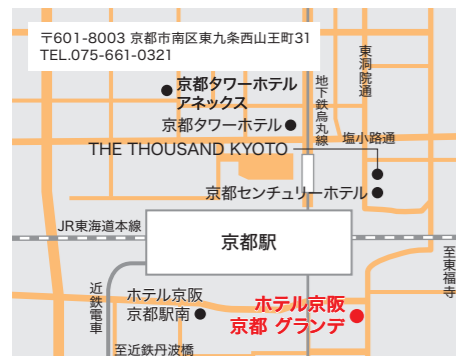 〒601-8003 京都市南区東九条西山王町31
TEL.075-661-0321
東洞院通
京都タワーホテル
アネックス
地下鉄烏丸線
京都タワーホテル
塩小路通
THE THOUSAND KYOTO
京都センチュリーホテル
JR東海道本線
京都駅
至東福寺
近鉄電車
ホテル京阪
京都駅南
ホテル京阪
京都 グランデ
至近鉄丹波橋